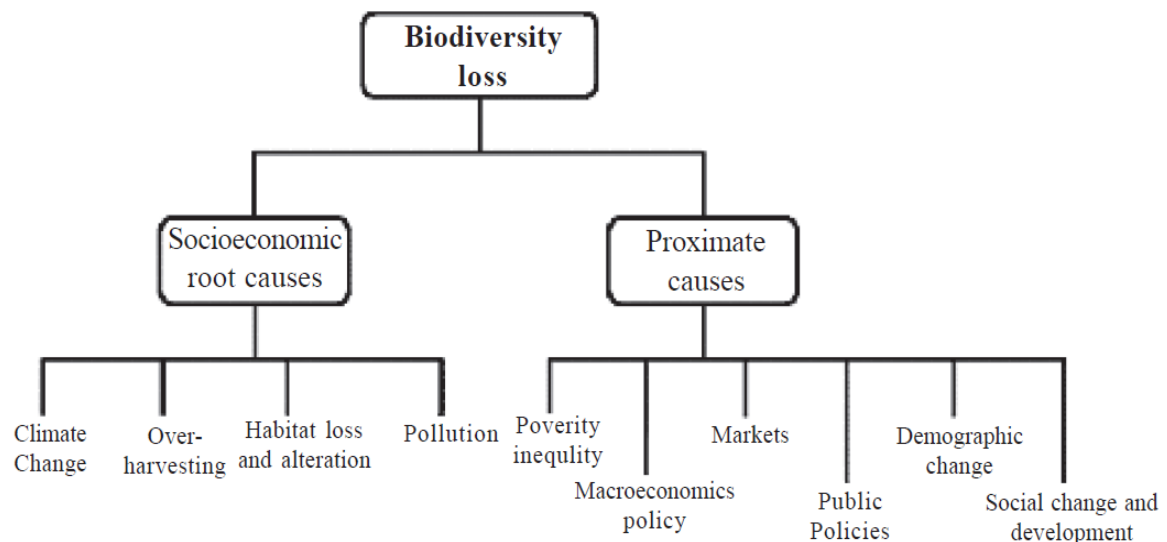 Biodiversity
loss
Socioeconomic
root causes
Proximate
causes
Climate
Change
Over-
harvesting
Habitat loss
and alteration
Pollution
Poverity
inequlity
Macroeconomics
policy
Markets
Public
Policies
Demographic
change
Social change and
development